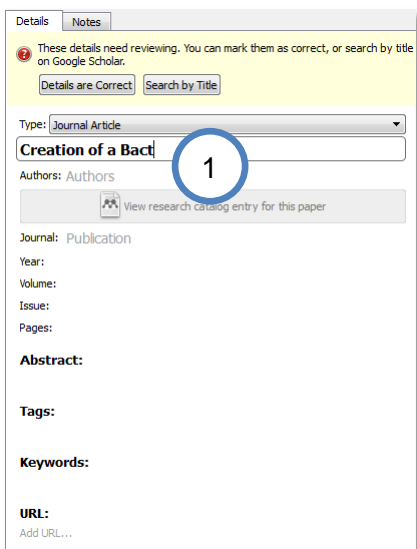 Details Notes
These details need reviewing. You can mark them as correct, or search by title
on Google Scholar.
Details are Correct Search by Title
Type: Journal Article
Creation of a Bact
1
Authors: Authors
View research catalog entry for this paper
Journal: Publication
Year:
Volume:
Issue:
Pages:
Abstract:
Tags:
Keywords:
URL:
Add URL...